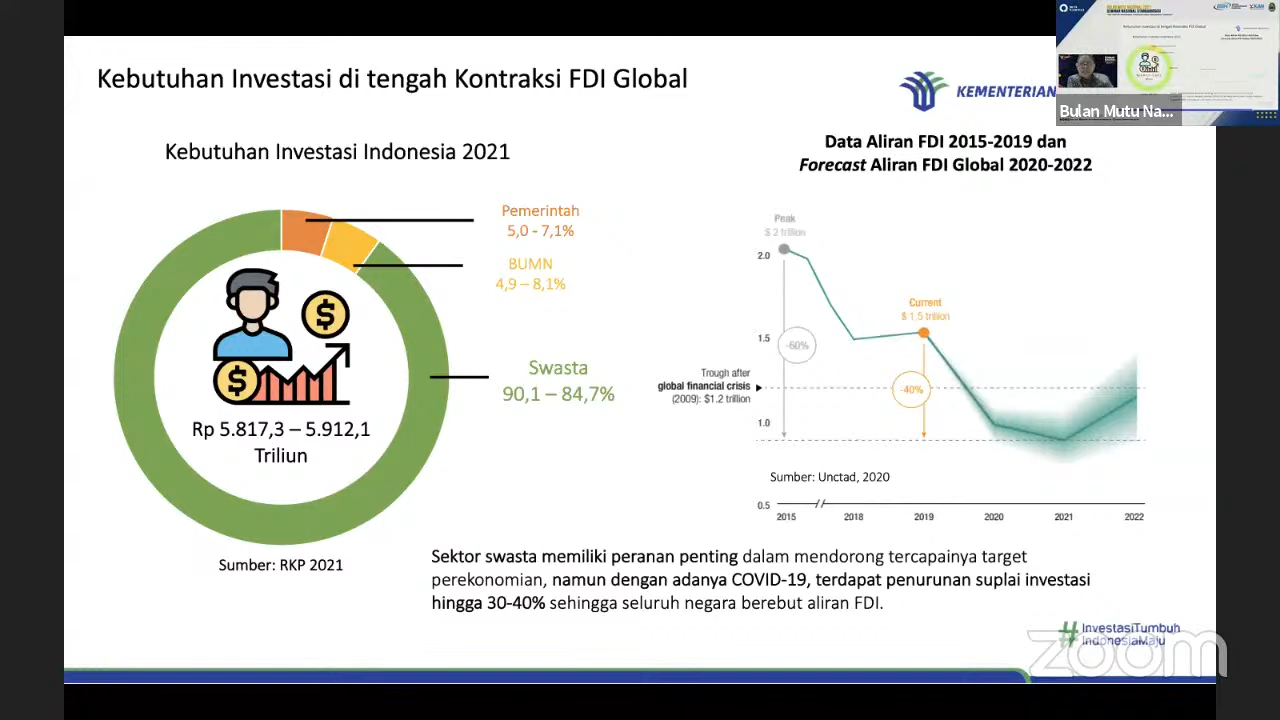 Kebutuhan Investasi di tengah Kontraksi FDI Global
KEMENTERIAN
Bulan Mutu Na...
Kebutuhan Investasi Indonesia 2021
Pemerintah
5,0 - 7,1%
BUMN
4,9 – 8,1%
Swasta
90,1 – 84,7%
Rp 5.817,3 – 5.912,1
Triliun
Sumber: RKP 2021
Data Aliran FDI 2015-2019 dan
Forecast Aliran FDI Global 2020-2022
Peak
$ 2 trillion
2.0
Current
$ 1.5 trillion
1.5
-60%
Trough after
global financial crisis
(2009): $1.2 trillion
-40%
1.0
Sumber: Unctad, 2020
0.5
2015 2018 2019 2020 2021 2022
Sektor swasta memiliki peranan penting dalam mendorong tercapainya target
perekonomian, namun dengan adanya COVID-19, terdapat penurunan suplai investasi
hingga 30-40% sehingga seluruh negara berebut aliran FDI.
#InvestasiTumbuh
IndonesiaMaju
zoom